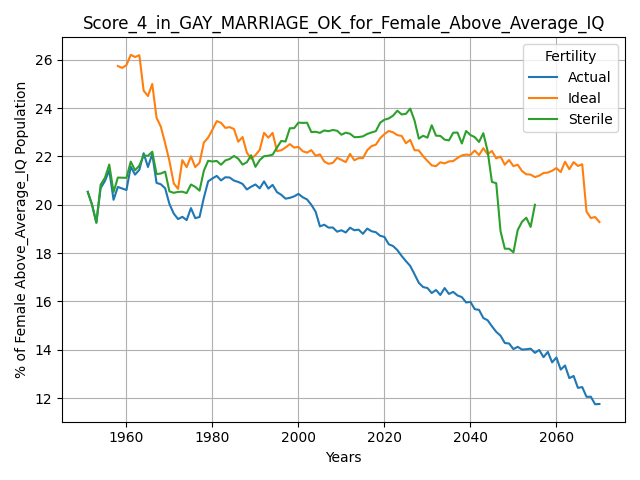 Score_4_in_GAY_MARRIAGE_OK_for_Female_Above_Average_IQ
% of Female Above_Average_IQ Population
26
24
22
20
18
16
14
12
Fertility
Actual
Ideal
Sterile
1960 1980 2000 2020 2040 2060
Years